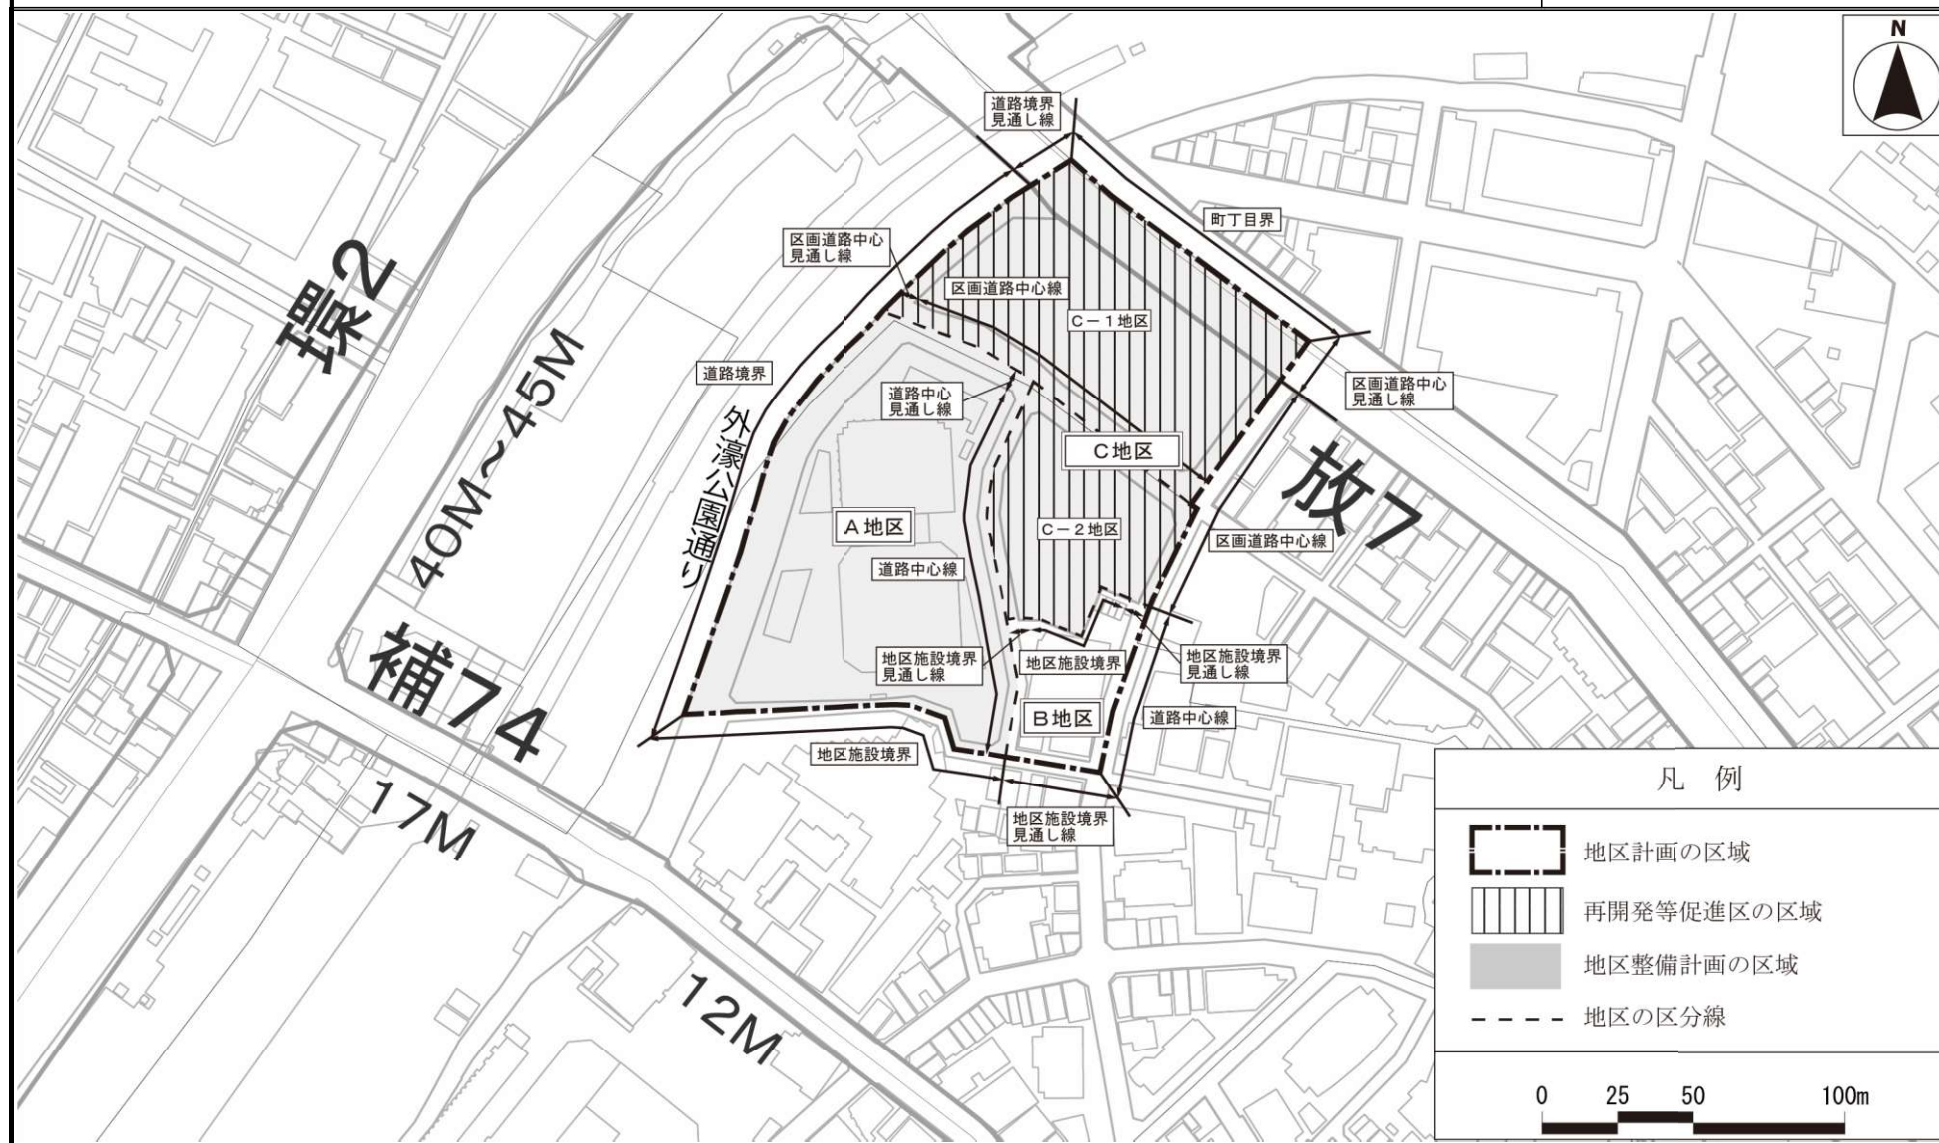 N
道路境界
見通し線
町丁目界
区画道路中心
見通し線
区画道路中心線
C－1地区
環2
40M～45M
道路境界
外濠公園通り
道路中心
見通し線
区画道路中心
見通し線
C地区
放7
A地区
C－2地区
区画道路中心線
道路中心線
補74
17M
12M
地区施設境界
見通し線
地区施設境界
地区施設境界
見通し線
B地区
道路中心線
地区施設境界
地区施設境界
見通し線
凡 例
地区計画の区域
再開発等促進区の区域
地区整備計画の区域
地区の区分線
0 25 50 100m